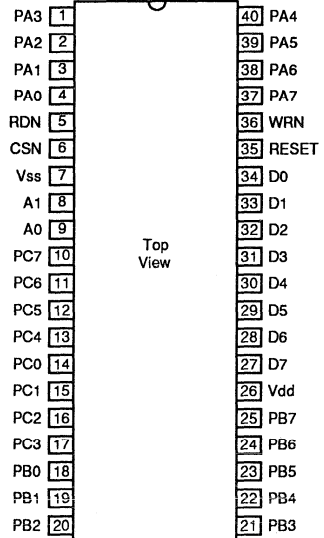 PA3 1 40 PA4
PA2 2 39 PA5
PA1 3 38 PA6
PA0 4 37 PA7
RDN 5 36 WRN
CSN 6 35 RESET
Vss 7 34 D0
A1 8 33 D1
A0 9 32 D2
PC7 10 Top View 31 D3
PC6 11 30 D4
PC5 12 29 D5
PC4 13 28 D6
PC0 14 27 D7
PC1 15 26 Vdd
PC2 16 25 PB7
PC3 17 24 PB6
PB0 18 23 PB5
PB1 19 22 PB4
PB2 20 21 PB3